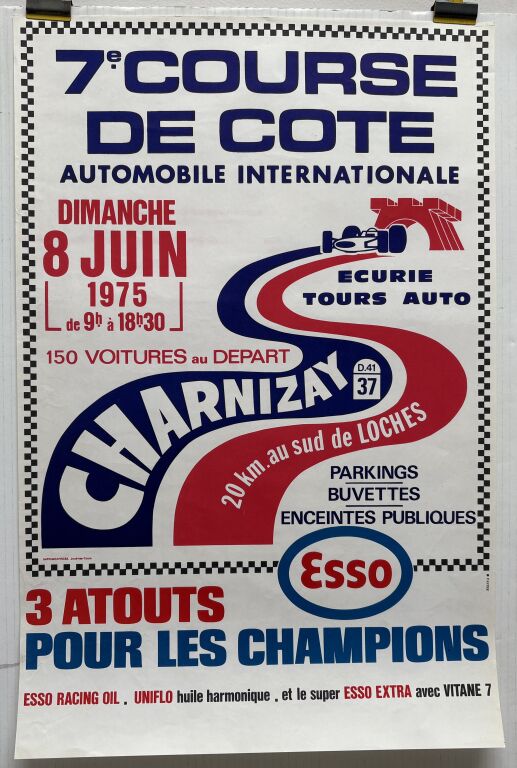 7e COURSE
DE COTE
AUTOMOBILE INTERNATIONALE
DIMANCHE
8 JUIN
1975
de 9h à 18h30
ECURIE
TOURS AUTO
150 VOITURES au DEPART
CHARNIZAY
D.41
37
20 km. au sud de LOCHES
PARKINGS
BUVETTES
ENCEINTES PUBLIQUES
Esso
3 ATOUTS
POUR LES CHAMPIONS
ESSO RACING OIL . UNIFLO huile harmonique . et le super ESSO EXTRA avec VITANE 7